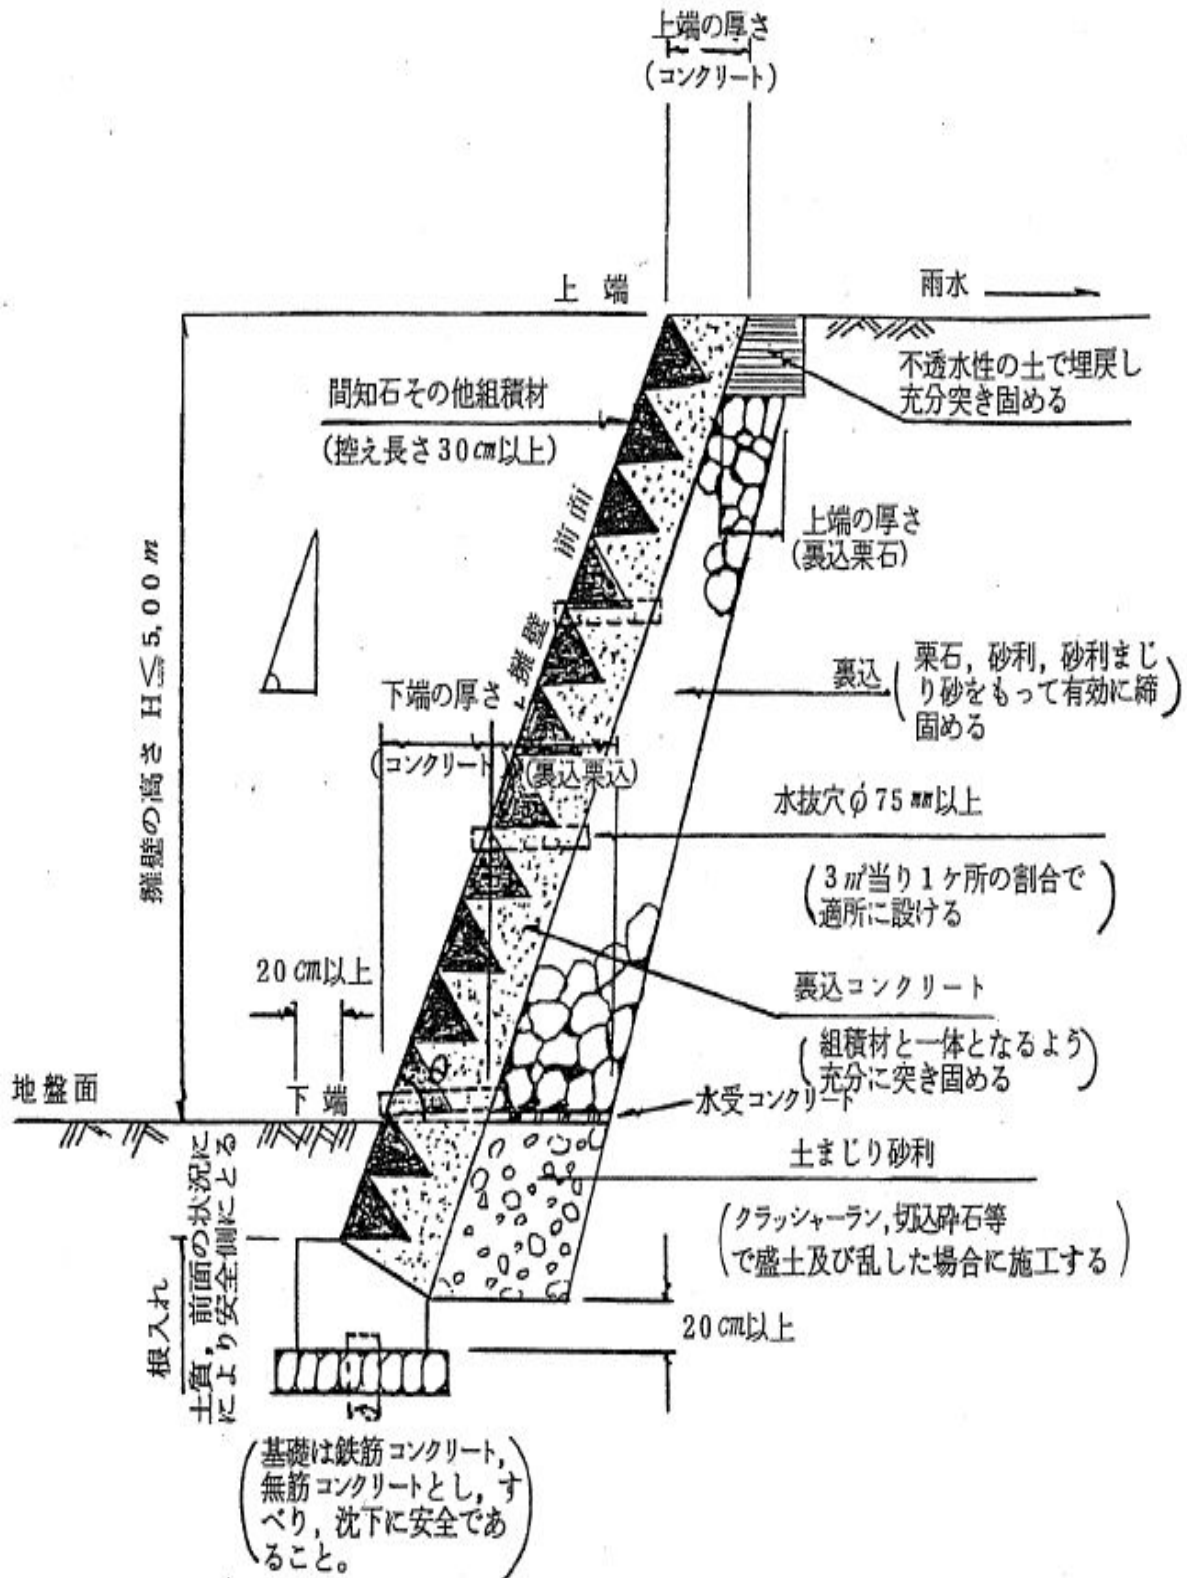 上端の厚さ
(コンクリート)
上端
雨水
不透水性の土で埋戻し
充分突き固める
間知石その他組積材
(控え長さ30㎝以上)
上端の厚さ
(裏込栗石)
擁壁前面
擁壁の高さ H≦5,00m
裏込
(栗石,砂利,砂利まじ
り砂をもって有効に締
固める)
下端の厚さ
(コンクリート)
(裏込栗込)
水抜穴φ75㎜以上
(3㎡当り1ヶ所の割合で
適所に設ける)
20㎝以上
裏込コンクリート
(組積材と一体となるよう
充分に突き固める)
地盤面
下端
θ
水受コンクリート
土まじり砂利
(クラッシャーラン,切込砕石等
で盛土及び乱した場合に施工する)
根入れ
土質,前面の状況に
により安全側にとる
20㎝以上
(基礎は鉄筋コンクリート,
無筋コンクリートとし,す
べり,沈下に安全であ
ること。)